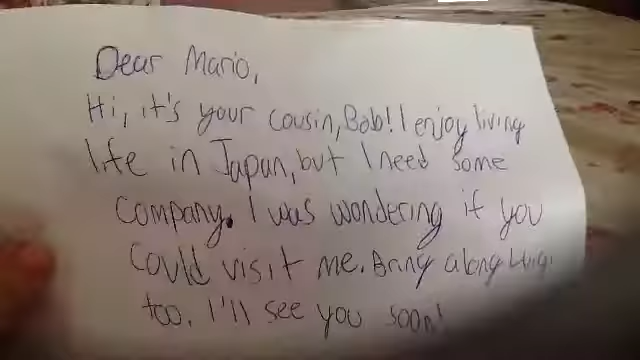 Dear Mario,
Hi, it's your cousin, Bob! I enjoy living
life in Japan, but I need some
company. I was wondering if you
could visit me. Bring along Luigi
too. I'll see you soon!